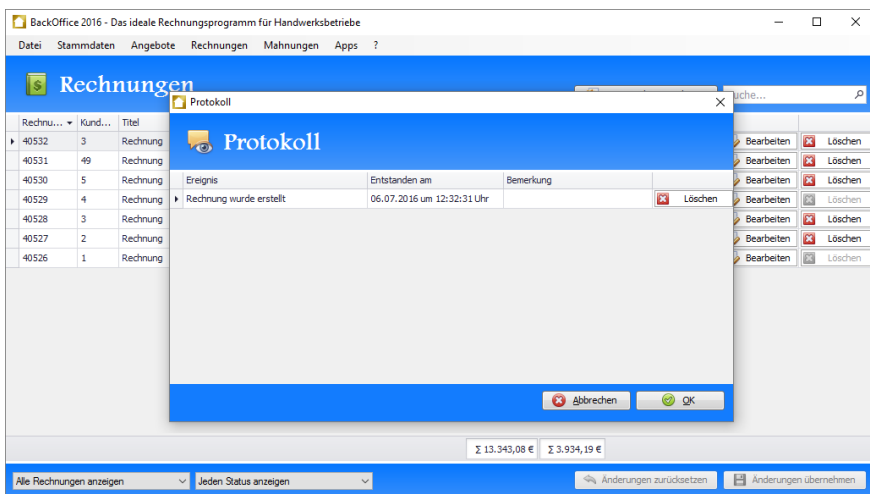 BackOffice 2016 - Das ideale Rechnungsprogramm für Handwerksbetriebe
Datei Stammdaten Angebote Rechnungen Mahnungen Apps ?
Rechnungen
uche...
Rechnu... Kund... Titel
40532 3 Rechnung Bearbeiten Löschen
40531 49 Rechnung Bearbeiten Löschen
40530 5 Rechnung Bearbeiten Löschen
40529 4 Rechnung Bearbeiten Löschen
40528 3 Rechnung Bearbeiten Löschen
40527 2 Rechnung Bearbeiten Löschen
40526 1 Rechnung Bearbeiten Löschen
Protokoll
Protokoll
Ereignis Entstanden am Bemerkung
Rechnung wurde erstellt 06.07.2016 um 12:32:31 Uhr Löschen
Abbrechen OK
Σ 13.343,08 € Σ 3.934,19 €
Alle Rechnungen anzeigen Jeden Status anzeigen Änderungen zurücksetzen Änderungen übernehmen